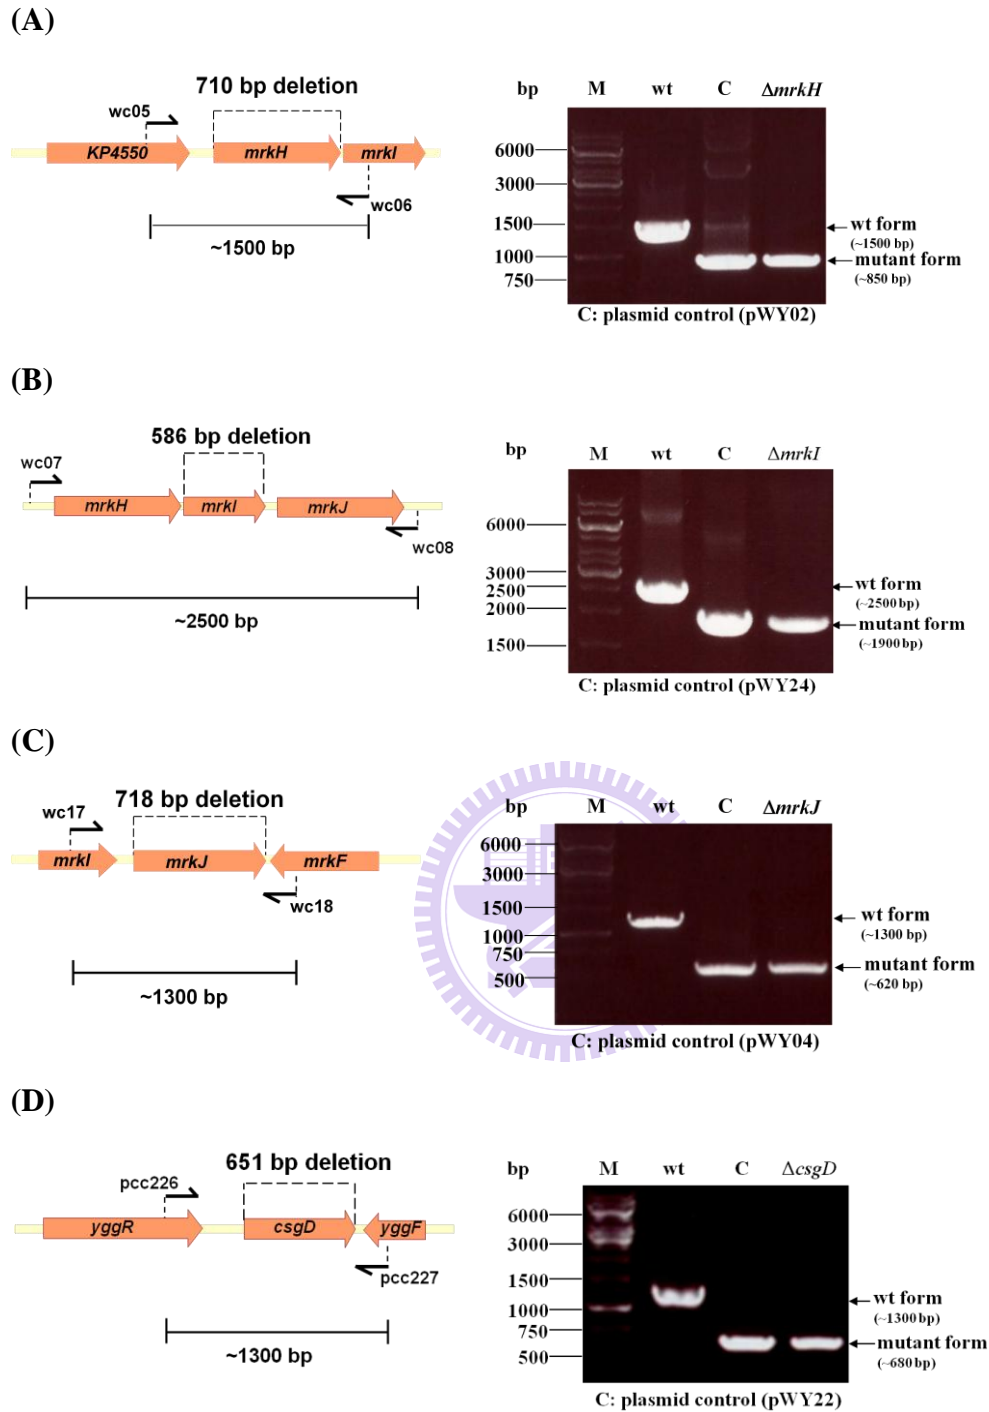 (A)
710 bp deletion
wc05
KP4550 mrkH mrkI
wc06
~1500 bp
bp M wt C ΔmrkH
6000
3000
1500
1000
750
wt form
(~1500 bp)
mutant form
(~850 bp)
C: plasmid control (pWY02)
(B)
586 bp deletion
wc07
mrkH mrkI mrkJ
wc08
~2500 bp
bp M wt C ΔmrkI
6000
3000
2500
2000
1500
wt form
(~2500 bp)
mutant form
(~1900 bp)
C: plasmid control (pWY24)
(C)
718 bp deletion
wc17
mrkI mrkJ mrkF
wc18
~1300 bp
bp M wt C ΔmrkJ
6000
3000
1500
1000
750
500
wt form
(~1300 bp)
mutant form
(~620 bp)
C: plasmid control (pWY04)
(D)
651 bp deletion
pcc226
yggR csgD yggF
pcc227
~1300 bp
bp M wt C ΔcsgD
6000
3000
1500
1000
750
500
wt form
(~1300 bp)
mutant form
(~680 bp)
C: plasmid control (pWY22)